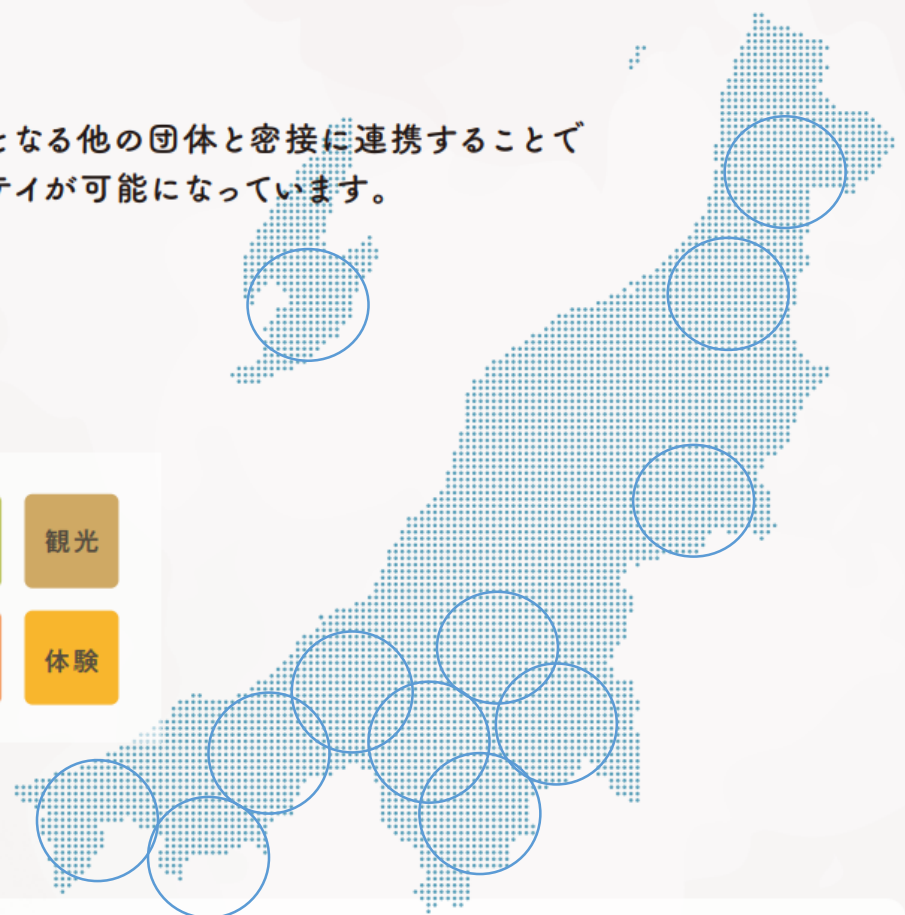 となる他の団体と密接に連携することで
ティが可能になっています。
観光
体験